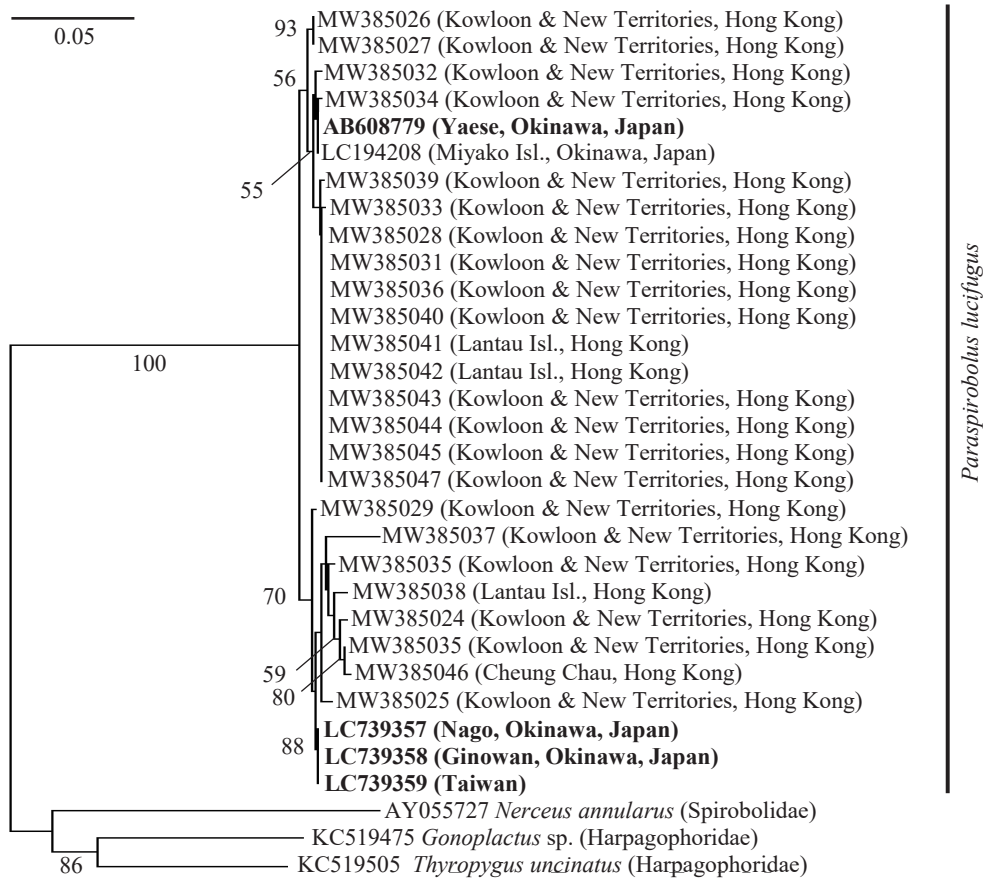 0.05
93
MW385026 (Kowloon & New Territories, Hong Kong)
MW385027 (Kowloon & New Territories, Hong Kong)
56
MW385032 (Kowloon & New Territories, Hong Kong)
MW385034 (Kowloon & New Territories, Hong Kong)
AB608779 (Yaese, Okinawa, Japan)
LC194208 (Miyako Isl., Okinawa, Japan)
55
MW385039 (Kowloon & New Territories, Hong Kong)
MW385033 (Kowloon & New Territories, Hong Kong)
MW385028 (Kowloon & New Territories, Hong Kong)
MW385031 (Kowloon & New Territories, Hong Kong)
MW385036 (Kowloon & New Territories, Hong Kong)
MW385040 (Kowloon & New Territories, Hong Kong)
MW385041 (Lantau Isl., Hong Kong)
MW385042 (Lantau Isl., Hong Kong)
MW385043 (Kowloon & New Territories, Hong Kong)
MW385044 (Kowloon & New Territories, Hong Kong)
MW385045 (Kowloon & New Territories, Hong Kong)
MW385047 (Kowloon & New Territories, Hong Kong)
100
MW385029 (Kowloon & New Territories, Hong Kong)
MW385037 (Kowloon & New Territories, Hong Kong)
MW385035 (Kowloon & New Territories, Hong Kong)
70
MW385038 (Lantau Isl., Hong Kong)
MW385024 (Kowloon & New Territories, Hong Kong)
MW385035 (Kowloon & New Territories, Hong Kong)
59
MW385046 (Cheung Chau, Hong Kong)
80
MW385025 (Kowloon & New Territories, Hong Kong)
LC739357 (Nago, Okinawa, Japan)
88
LC739358 (Ginowan, Okinawa, Japan)
LC739359 (Taiwan)
Paraspirobolus lucifugus
AY055727 Nerceus annularus (Spirobolidae)
KC519475 Gonoplactus sp. (Harpagophoridae)
86
KC519505 Thyropygus uncinatus (Harpagophoridae)